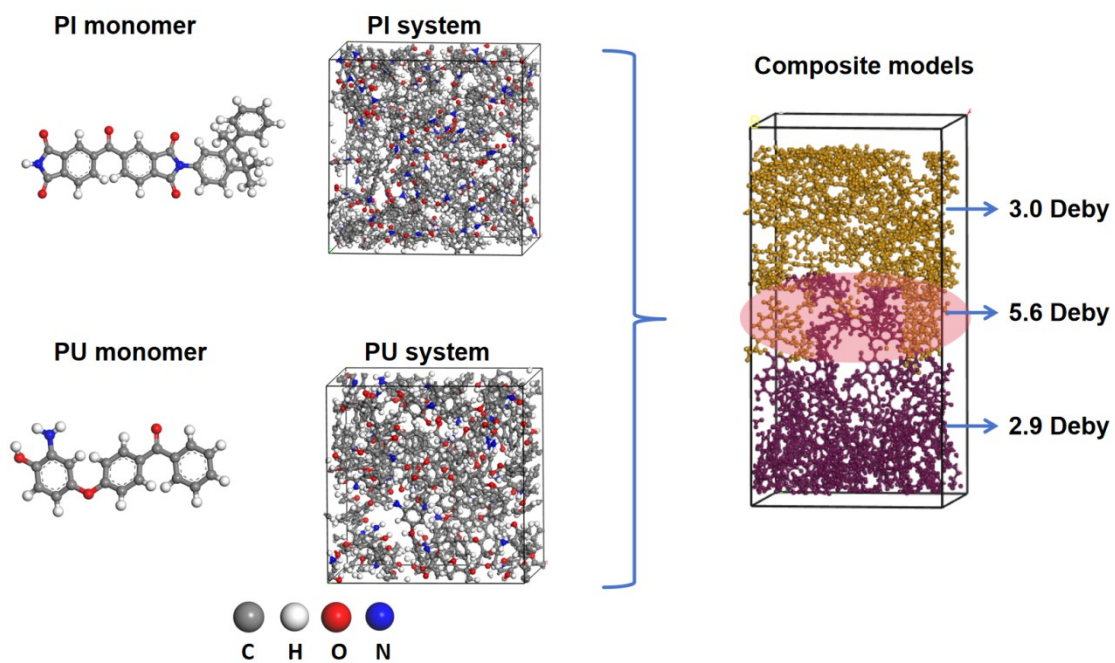 PI monomer
PI system
Composite models
3.0 Deby
5.6 Deby
2.9 Deby
PU monomer
PU system
C H O N